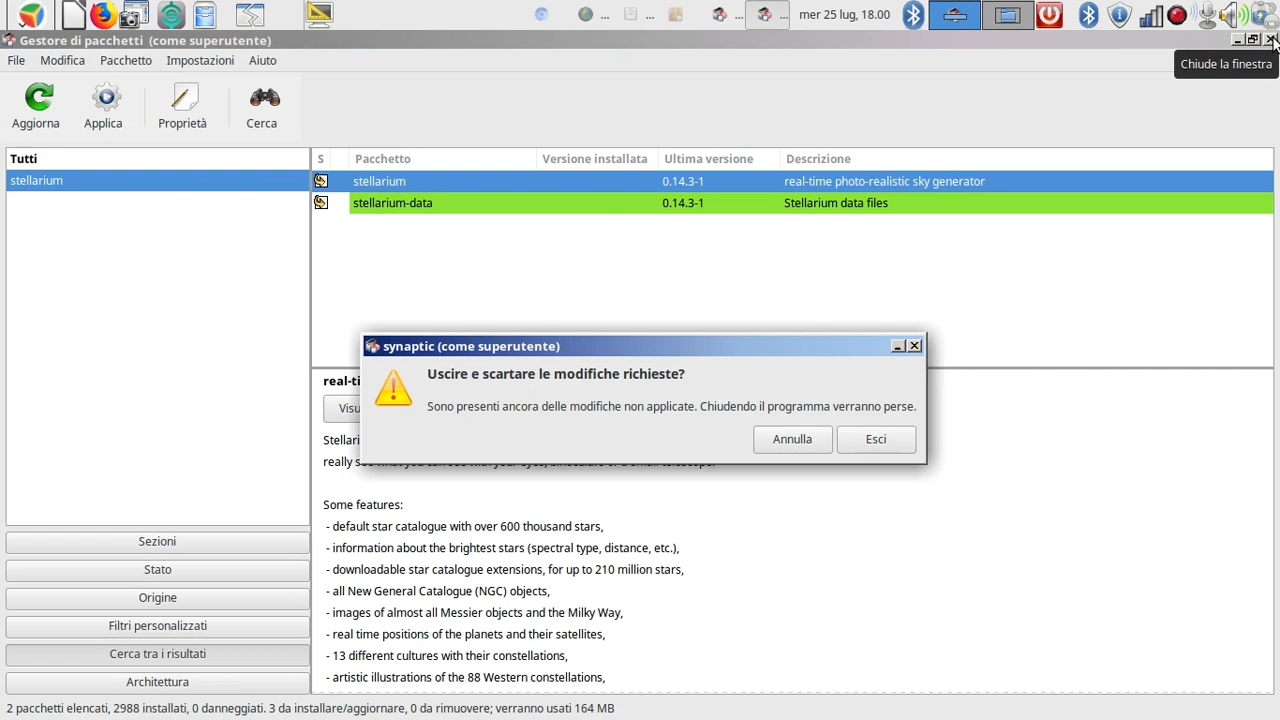 ... ... ... ... mer 25 lug, 18.00
Gestore di pacchetti (come superutente)
Chiude la finestra
File Modifica Pacchetto Impostazioni Aiuto
Aggiorna Applica Proprietà Cerca
Tutti
stellarium
S Pacchetto Versione installata Ultima versione Descrizione
stellarium 0.14.3-1 real-time photo-realistic sky generator
stellarium-data 0.14.3-1 Stellarium data files
synaptic (come superutente)
Uscire e scartare le modifiche richieste?
Sono presenti ancora delle modifiche non applicate. Chiudendo il programma verranno perse.
Annulla Esci
real-ti
Visu
Stellari
really
Some features:
- default star catalogue with over 600 thousand stars,
- information about the brightest stars (spectral type, distance, etc.),
- downloadable star catalogue extensions, for up to 210 million stars,
- all New General Catalogue (NGC) objects,
- images of almost all Messier objects and the Milky Way,
- real time positions of the planets and their satellites,
- 13 different cultures with their constellations,
- artistic illustrations of the 88 Western constellations,
Sezioni
Stato
Origine
Filtri personalizzati
Cerca tra i risultati
Architettura
2 pacchetti elencati, 2988 installati, 0 danneggiati. 3 da installare/aggiornare, 0 da rimuovere; verranno usati 164 MB